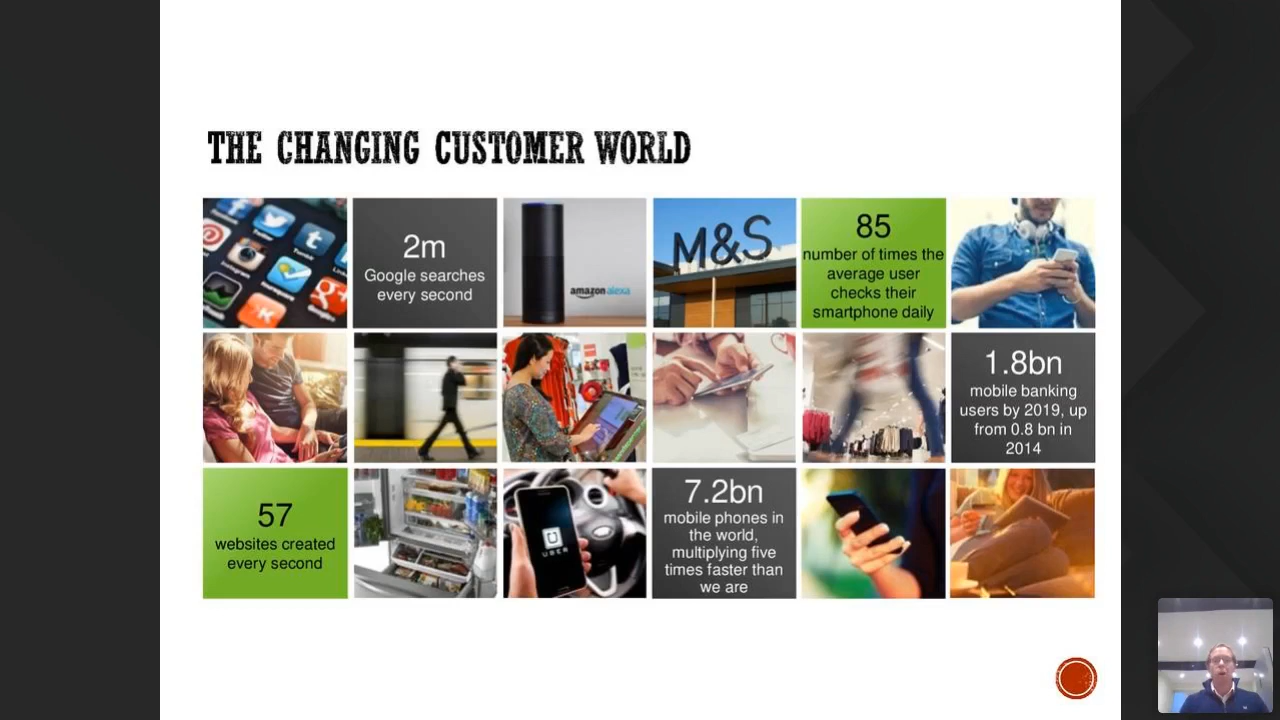 THE CHANGING CUSTOMER WORLD
2m
Google searches
every second
amazon alexa
M&S
85
number of times the
average user
checks their
smartphone daily
1.8bn
mobile banking
users by 2019, up
from 0.8 bn in
2014
57
websites created
every second
UBER
7.2bn
mobile phones in
the world,
multiplying five
times faster than
we are